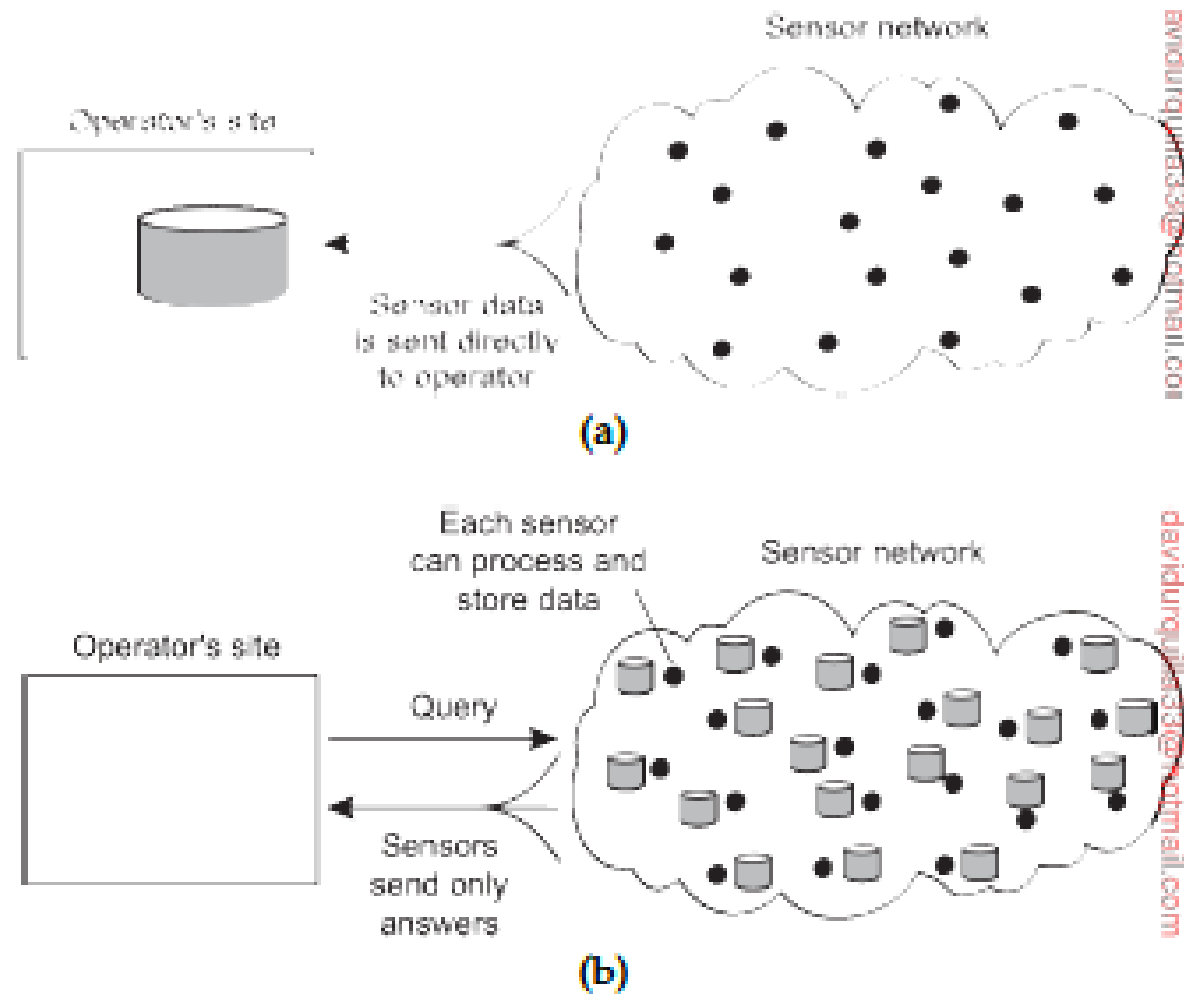 Sensor network
Operator's site
Sensor data
is sent directly
to operator
(a)
Each sensor
can process and
store data
Sensor network
Operator's site
Query
Sensors
send only
answers
(b)